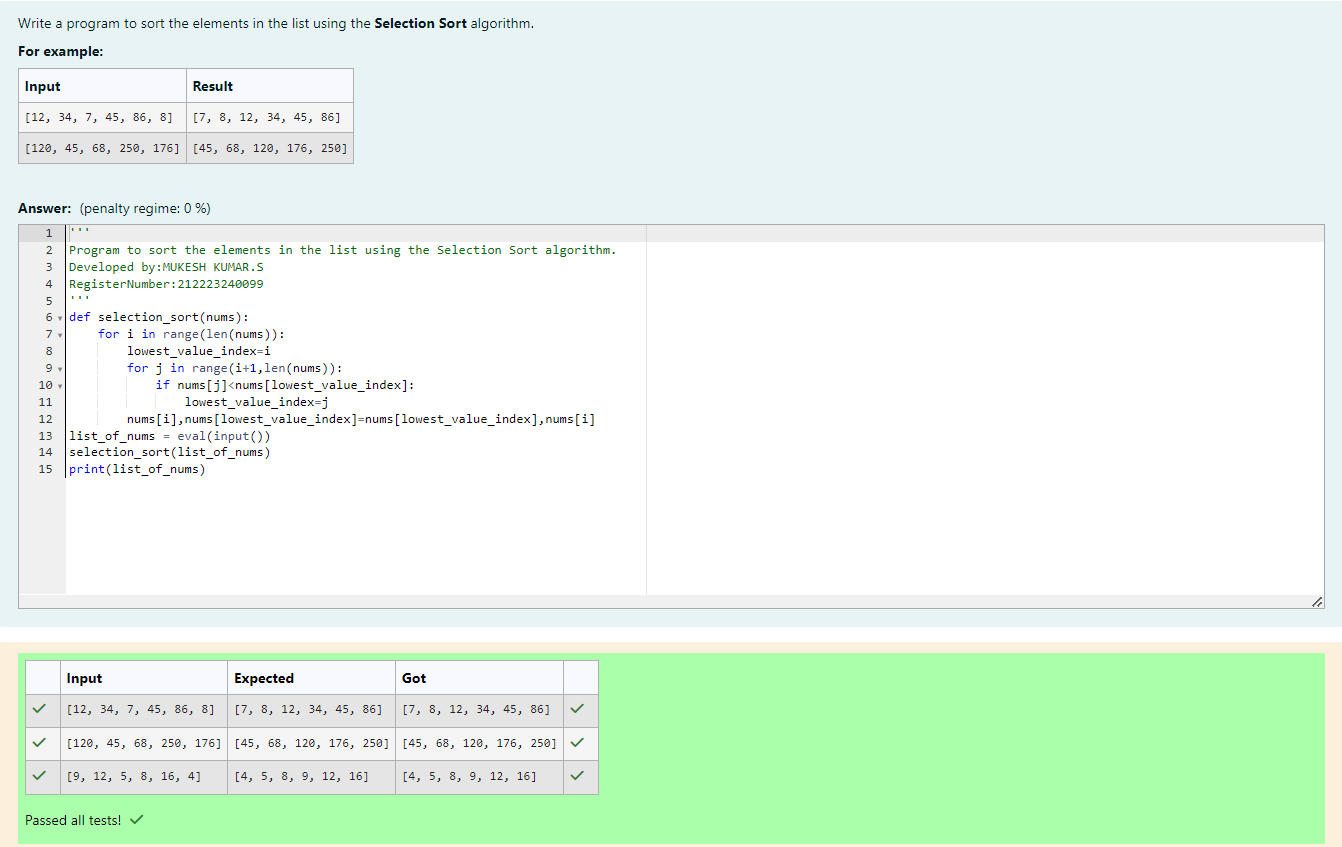 Write a program to sort the elements in the list using the Selection Sort algorithm.
For example:
Input Result
[12, 34, 7, 45, 86, 8] [7, 8, 12, 34, 45, 86]
[120, 45, 68, 250, 176] [45, 68, 120, 176, 250]
Answer: (penalty regime: 0 %)
1 '''
2 Program to sort the elements in the list using the Selection Sort algorithm.
3 Developed by:MUKESH KUMAR.S
4 RegisterNumber:212223240099
5 '''
6 def selection_sort(nums):
7     for i in range(len(nums)):
8         lowest_value_index=i
9         for j in range(i+1,len(nums)):
10             if nums[j]<nums[lowest_value_index]:
11                 lowest_value_index=j
12         nums[i],nums[lowest_value_index]=nums[lowest_value_index],nums[i]
13 list_of_nums = eval(input())
14 selection_sort(list_of_nums)
15 print(list_of_nums)
Input Expected Got
[12, 34, 7, 45, 86, 8] [7, 8, 12, 34, 45, 86] [7, 8, 12, 34, 45, 86]
[120, 45, 68, 250, 176] [45, 68, 120, 176, 250] [45, 68, 120, 176, 250]
[9, 12, 5, 8, 16, 4] [4, 5, 8, 9, 12, 16] [4, 5, 8, 9, 12, 16]
Passed all tests!